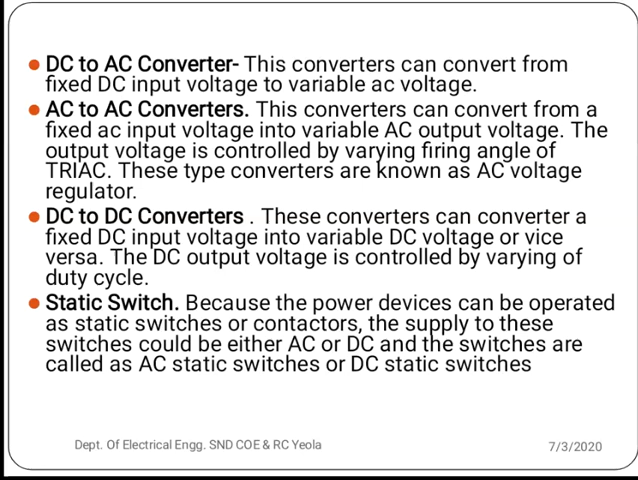 DC to AC Converter- This converters can convert from
fixed DC input voltage to variable ac voltage.
AC to AC Converters. This converters can convert from a
fixed ac input voltage into variable AC output voltage. The
output voltage is controlled by varying firing angle of
TRIAC. These type converters are known as AC voltage
regulator.
DC to DC Converters . These converters can converter a
fixed DC input voltage into variable DC voltage or vice
versa. The DC output voltage is controlled by varying of
duty cycle.
Static Switch. Because the power devices can be operated
as static switches or contactors, the supply to these
switches could be either AC or DC and the switches are
called as AC static switches or DC static switches
Dept. Of Electrical Engg. SND COE & RC Yeola
7/3/2020